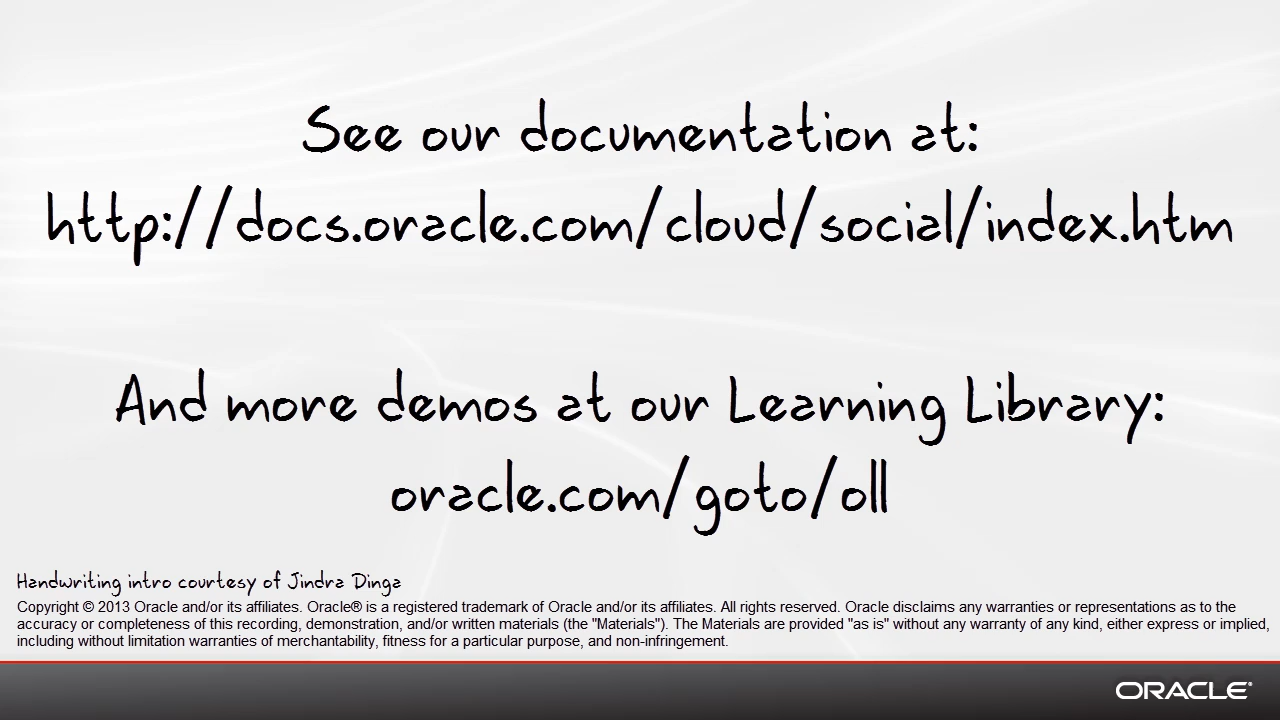 See our documentation at:
http://docs.oracle.com/cloud/social/index.htm
And more demos at our Learning Library:
oracle.com/goto/oll
Handwriting intro courtesy of Jindra Dinga
Copyright © 2013 Oracle and/or its affiliates. Oracle® is a registered trademark of Oracle and/or its affiliates. All rights reserved. Oracle disclaims any warranties or representations as to the
accuracy or completeness of this recording, demonstration, and/or written materials (the "Materials"). The Materials are provided "as is" without any warranty of any kind, either express or implied,
including without limitation warranties of merchantability, fitness for a particular purpose, and non-infringement.
ORACLE®